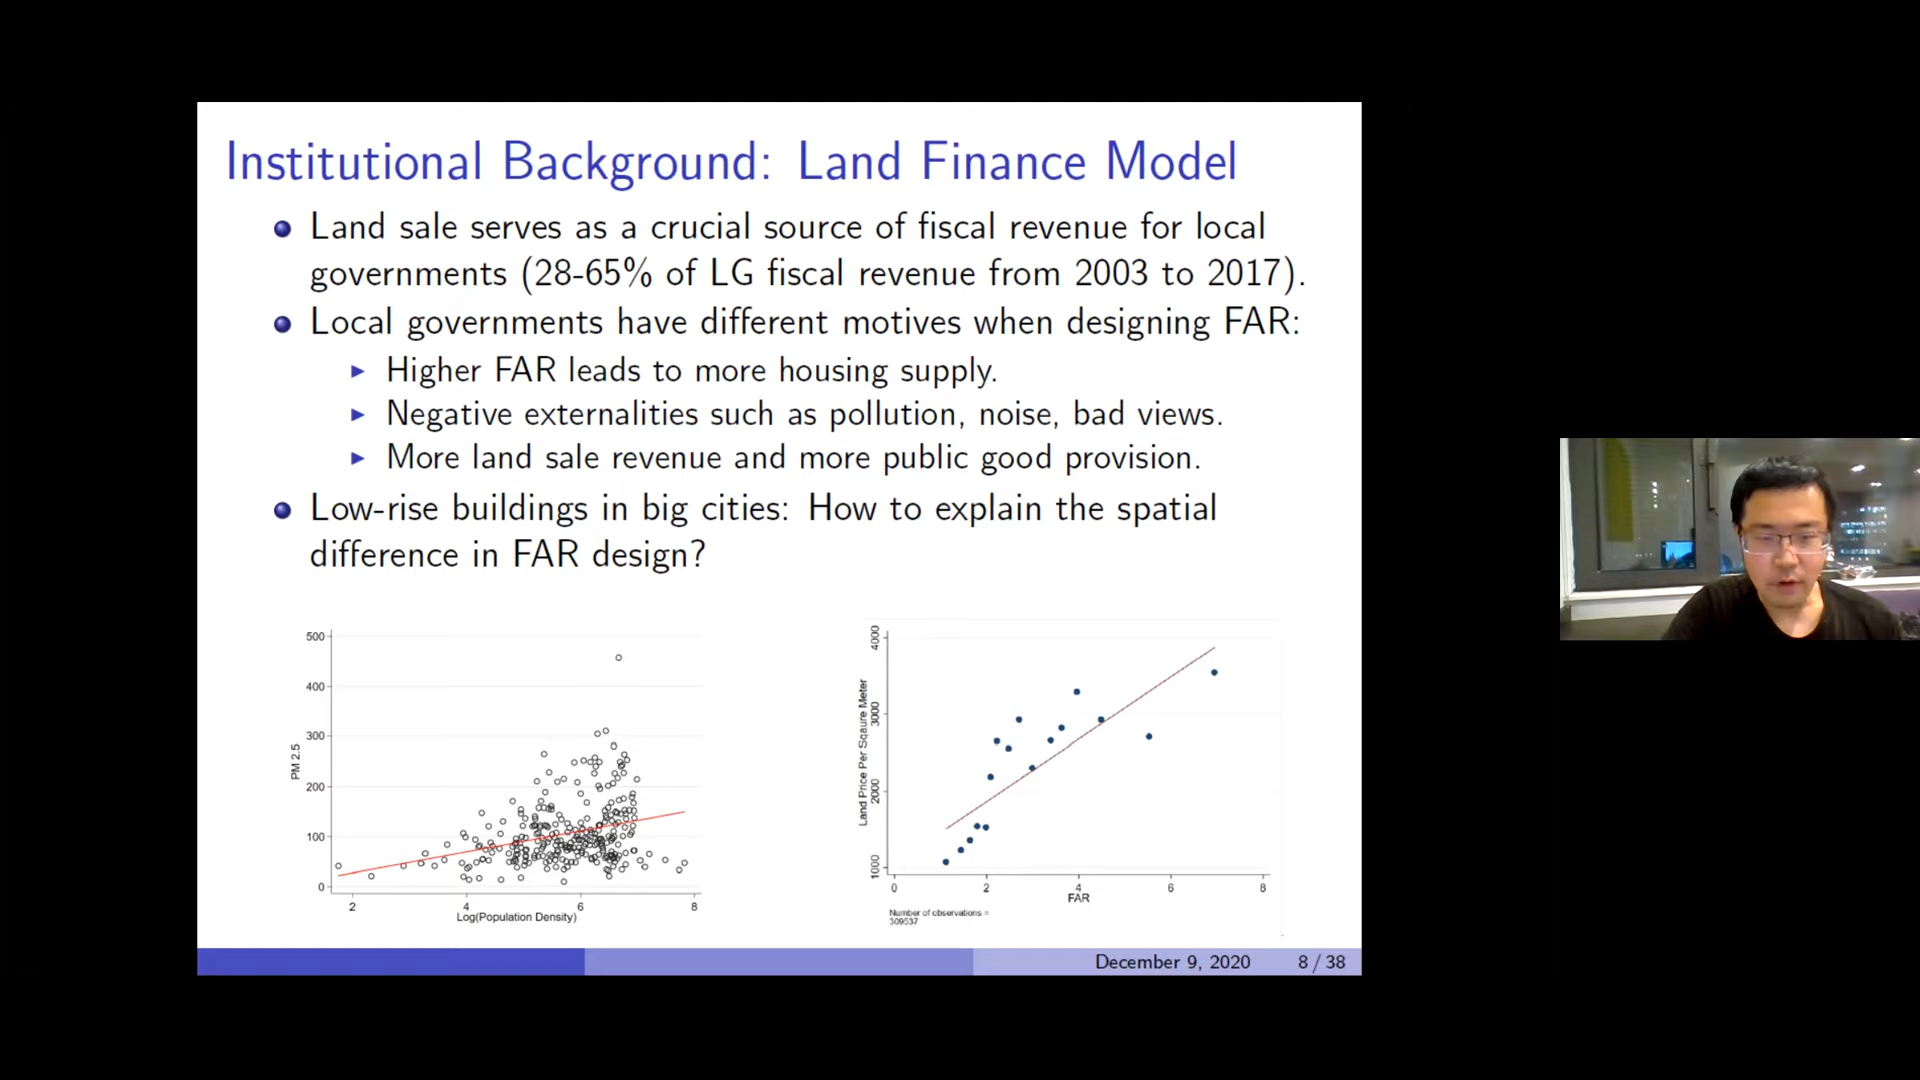 Institutional Background: Land Finance Model
Land sale serves as a crucial source of fiscal revenue for local
governments (28-65% of LG fiscal revenue from 2003 to 2017).
Local governments have different motives when designing FAR:
Higher FAR leads to more housing supply.
Negative externalities such as pollution, noise, bad views.
More land sale revenue and more public good provision.
Low-rise buildings in big cities: How to explain the spatial
difference in FAR design?
500
400
300
200
100
0
PM 2.5
2 4 6 8
Log(Population Density)
4000
3000
2000
1000
Land Price Per Sqaure Meter
0 2 4 6 8
FAR
Number of observations =
309537
December 9, 2020 8 / 38